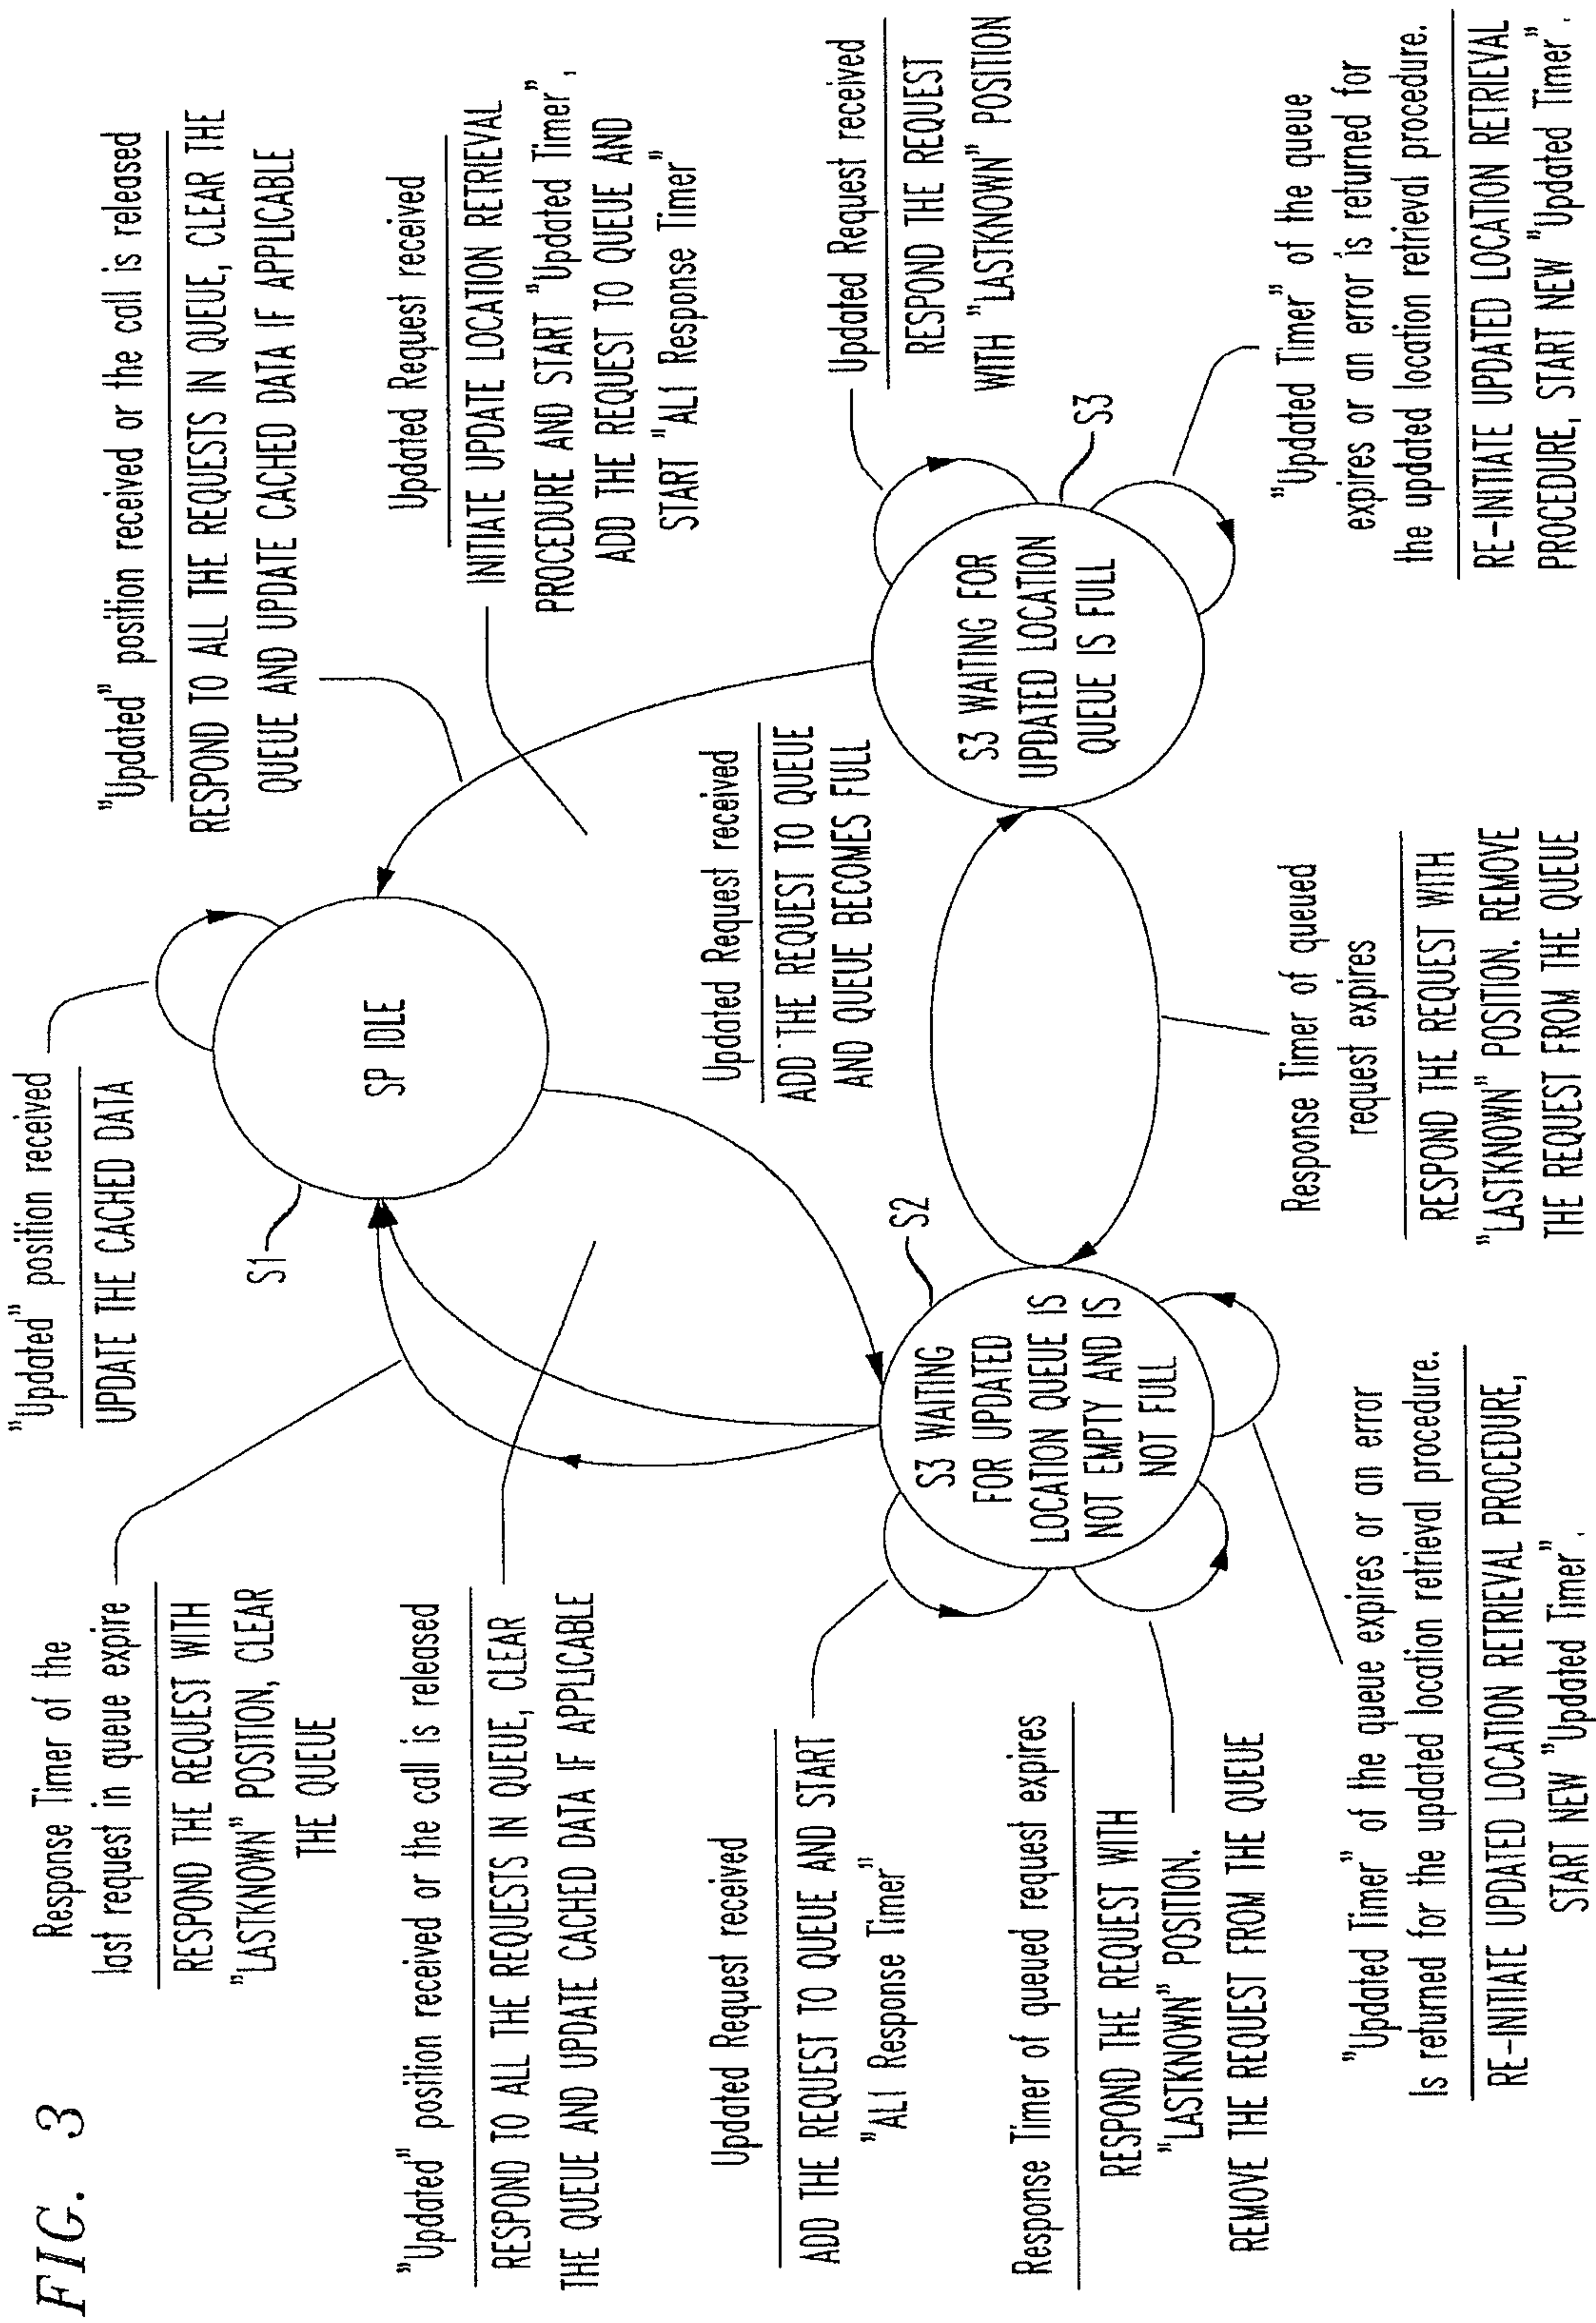 FIG. 3
Response Timer of the
last request in queue expire
RESPOND THE REQUEST WITH
"LASTKNOWN" POSITION, CLEAR
THE QUEUE
"Updated" position received
UPDATE THE CACHED DATA
"Updated" position received or the call is released
RESPOND TO ALL THE REQUESTS IN QUEUE, CLEAR THE
QUEUE AND UPDATE CACHED DATA IF APPLICABLE
S1
SP IDLE
"Updated" position received or the call is released
RESPOND TO ALL THE REQUESTS IN QUEUE, CLEAR
THE QUEUE AND UPDATE CACHED DATA IF APPLICABLE
Updated Request received
INITIATE UPDATE LOCATION RETRIEVAL
PROCEDURE AND START "Updated Timer",
ADD THE REQUEST TO QUEUE AND
START "AL1 Response Timer"
Updated Request received
ADD THE REQUEST TO QUEUE AND START
"AL1 Response Timer"
Updated Request received
ADD THE REQUEST TO QUEUE
AND QUEUE BECOMES FULL
Updated Request received
RESPOND THE REQUEST
WITH "LASTKNOWN" POSITION
S2
S3 WAITING
FOR UPDATED
LOCATION QUEUE IS
NOT EMPTY AND IS
NOT FULL
S3 WAITING FOR
UPDATED LOCATION
QUEUE IS FULL
S3
Response Timer of queued request expires
RESPOND THE REQUEST WITH
"LASTKNOWN" POSITION.
REMOVE THE REQUEST FROM THE QUEUE
"Updated Timer" of the queue expires or an error
Is returned for the updated location retrieval procedure.
RE-INITIATE UPDATED LOCATION RETRIEVAL PROCEDURE,
START NEW "Updated Timer".
Response Timer of queued
request expires
RESPOND THE REQUEST WITH
"LASTKNOWN" POSITION. REMOVE
THE REQUEST FROM THE QUEUE
"Updated Timer" of the queue
expires or an error is returned for
the updated location retrieval procedure.
RE-INITIATE UPDATED LOCATION RETRIEVAL
PROCEDURE, START NEW "Updated Timer".